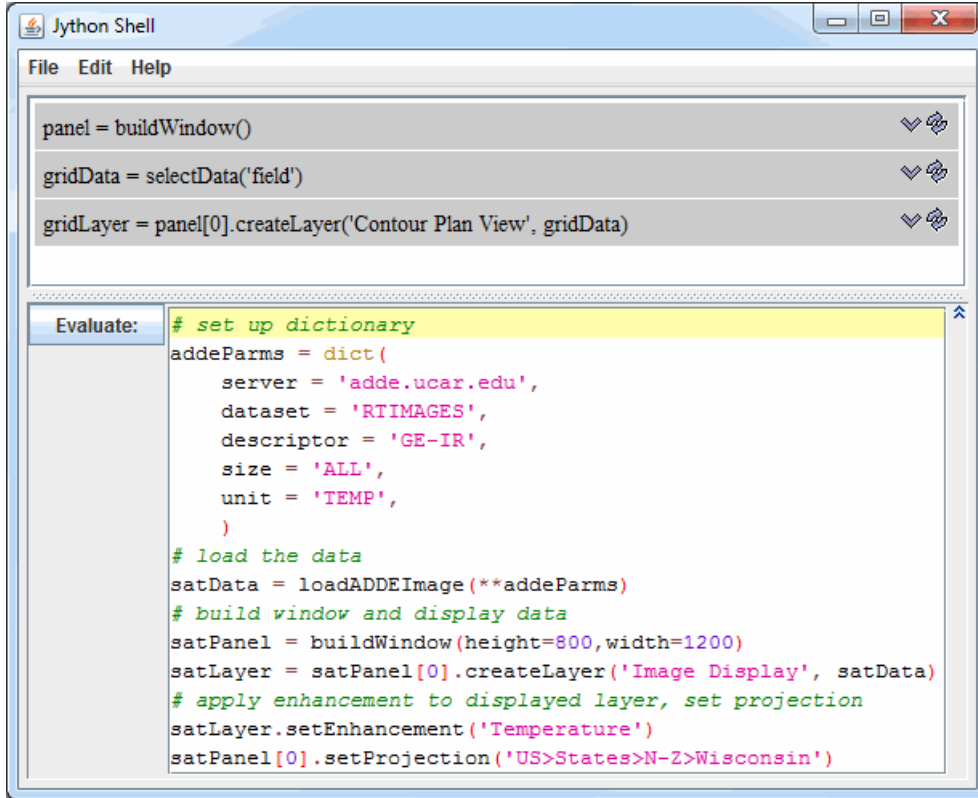 Jython Shell
File Edit Help
panel = buildWindow()
gridData = selectData('field')
gridLayer = panel[0].createLayer('Contour Plan View', gridData)
Evaluate:
# set up dictionary
addeParms = dict(
    server = 'adde.ucar.edu',
    dataset = 'RTIMAGES',
    descriptor = 'GE-IR',
    size = 'ALL',
    unit = 'TEMP',
    )
# load the data
satData = loadADDEImage(**addeParms)
# build window and display data
satPanel = buildWindow(height=800,width=1200)
satLayer = satPanel[0].createLayer('Image Display', satData)
# apply enhancement to displayed layer, set projection
satLayer.setEnhancement('Temperature')
satPanel[0].setProjection('US>States>N-Z>Wisconsin')